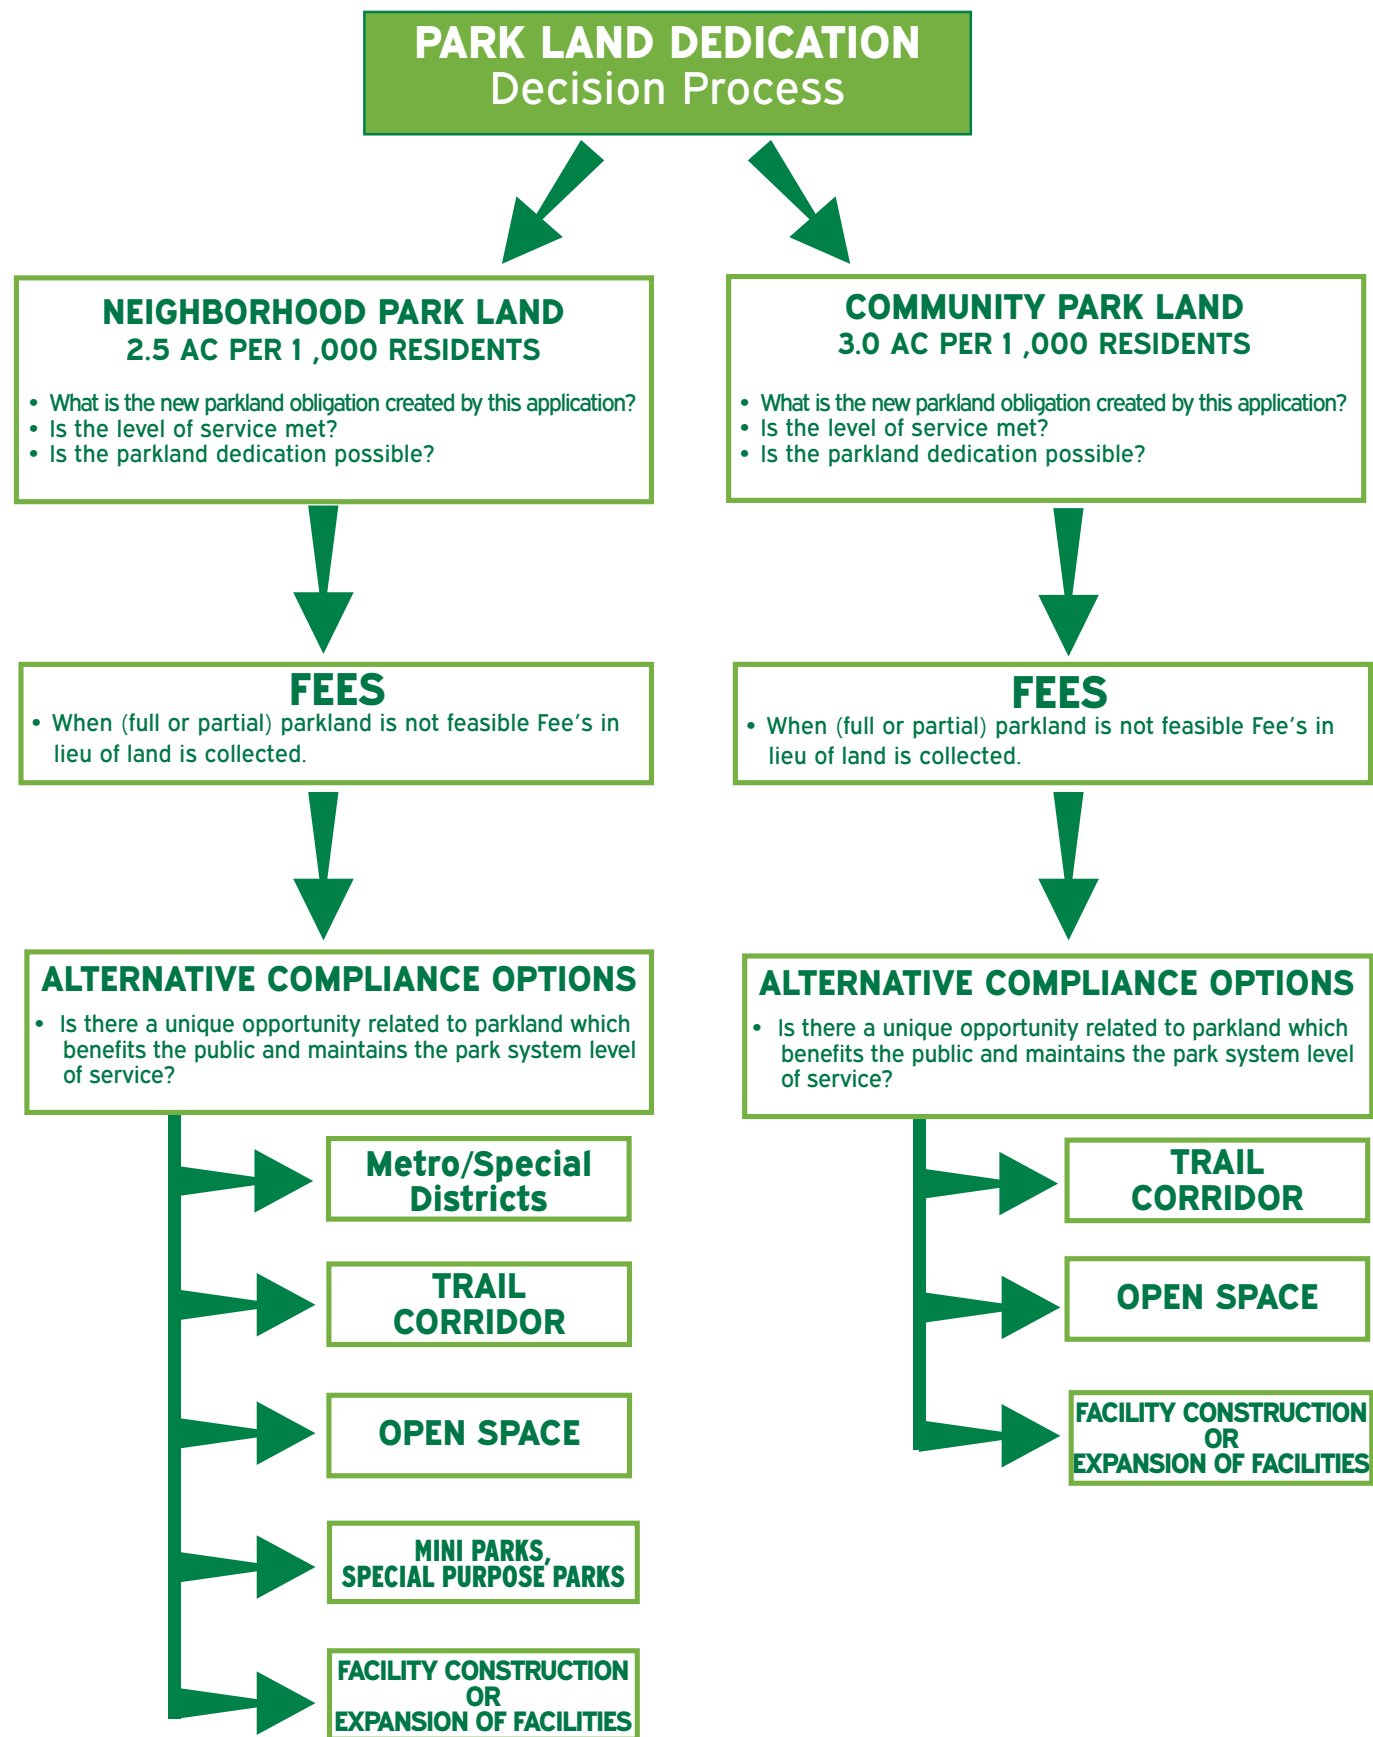 PARK LAND DEDICATION
Decision Process
NEIGHBORHOOD PARK LAND
2.5 AC PER 1 ,000 RESIDENTS
• What is the new parkland obligation created by this application?
• Is the level of service met?
• Is the parkland dedication possible?
FEES
• When (full or partial) parkland is not feasible Fee's in
lieu of land is collected.
ALTERNATIVE COMPLIANCE OPTIONS
• Is there a unique opportunity related to parkland which
benefits the public and maintains the park system level
of service?
Metro/Special
Districts
TRAIL
CORRIDOR
OPEN SPACE
MINI PARKS,
SPECIAL PURPOSE PARKS
FACILITY CONSTRUCTION
OR
EXPANSION OF FACILITIES
COMMUNITY PARK LAND
3.0 AC PER 1 ,000 RESIDENTS
• What is the new parkland obligation created by this application?
• Is the level of service met?
• Is the parkland dedication possible?
FEES
• When (full or partial) parkland is not feasible Fee's in
lieu of land is collected.
ALTERNATIVE COMPLIANCE OPTIONS
• Is there a unique opportunity related to parkland which
benefits the public and maintains the park system level
of service?
TRAIL
CORRIDOR
OPEN SPACE
FACILITY CONSTRUCTION
OR
EXPANSION OF FACILITIES